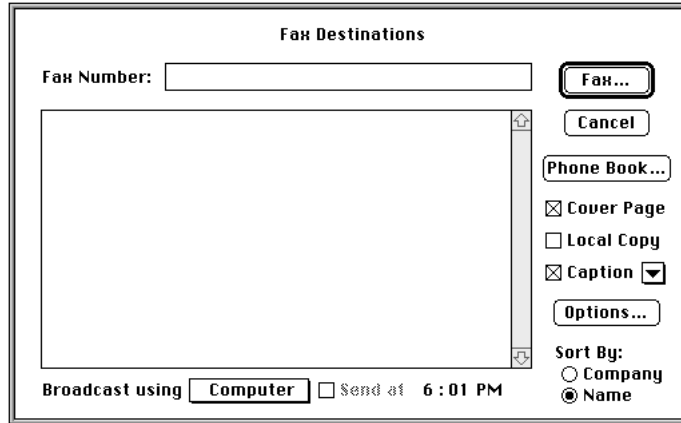 Fax Destinations
Fax Number:
Fax...
Cancel
Phone Book...
Cover Page
Local Copy
Caption
Options...
Sort By:
Company
Name
Broadcast using Computer Send at 6:01 PM